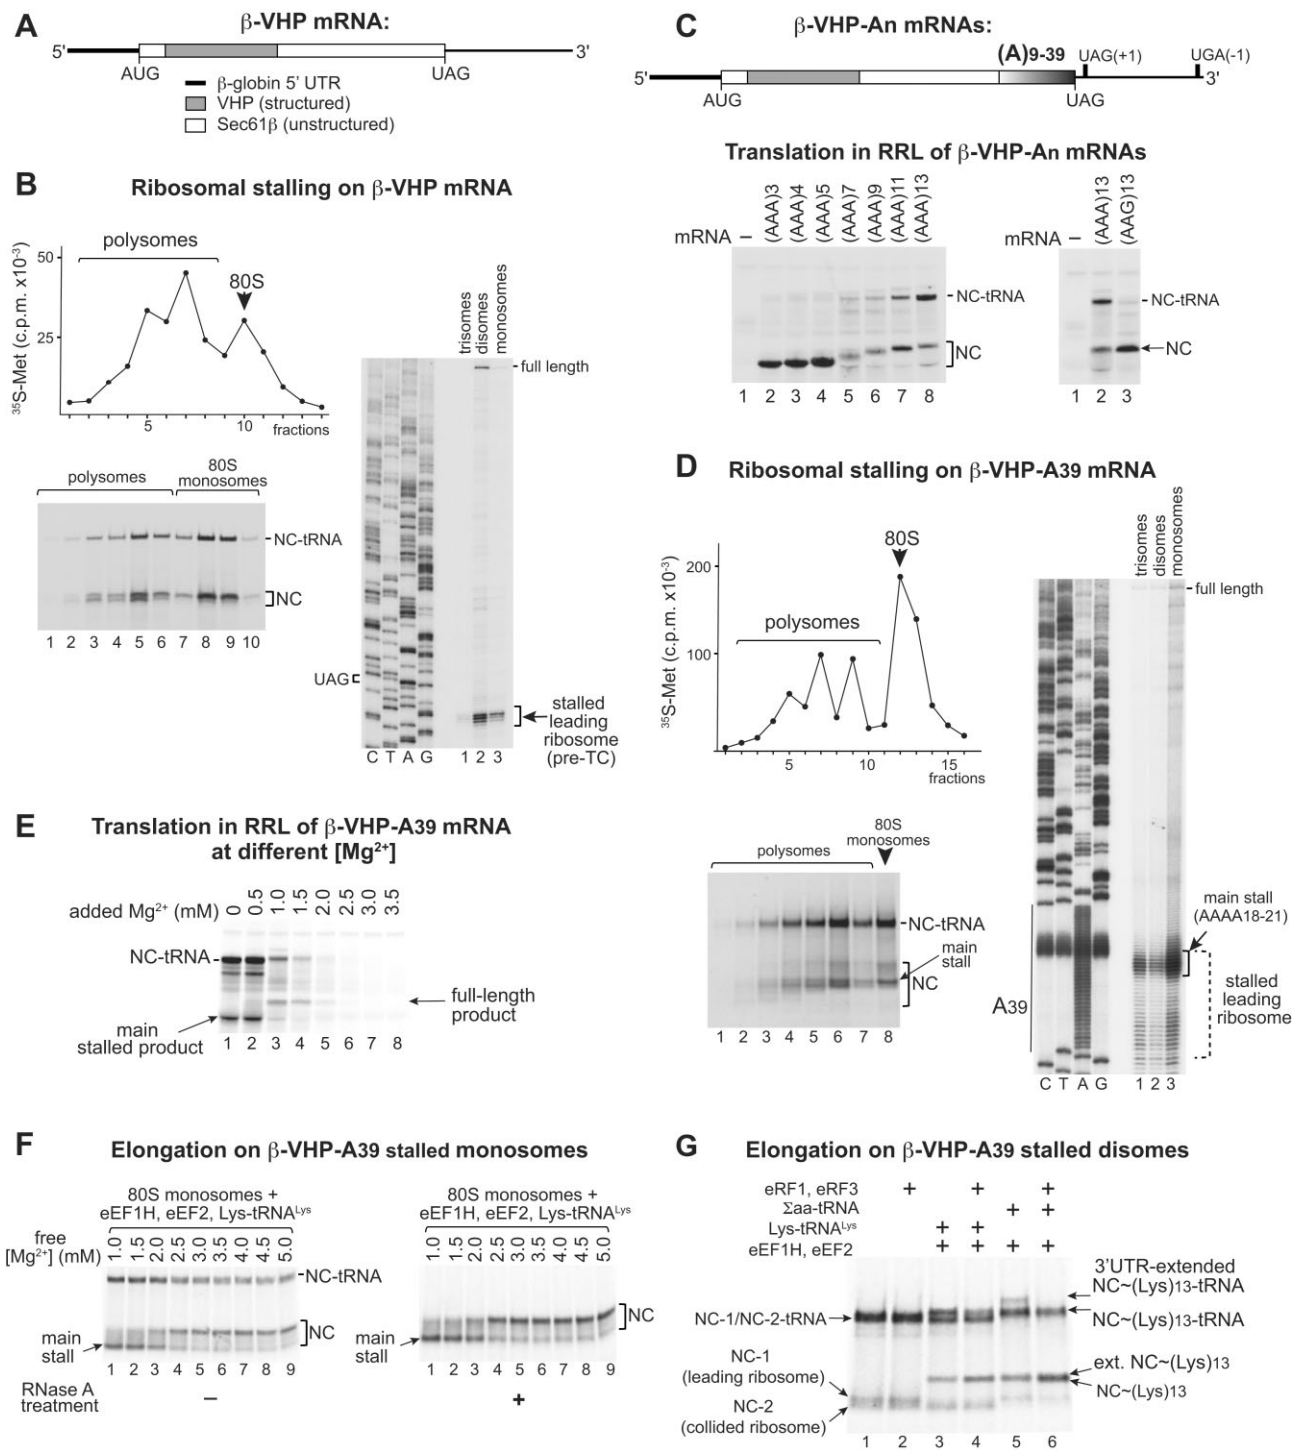 A
β-VHP mRNA:
5'
3'
AUG
UAG
β-globin 5' UTR
VHP (structured)
Sec61β (unstructured)
B
Ribosomal stalling on β-VHP mRNA
³⁵S-Met (c.p.m. x10⁻³)
50
25
polysomes
80S
5
10
fractions
polysomes
80S
monosomes
NC-tRNA
NC
1 2 3 4 5 6 7 8 9 10
trisomes
disomes
monosomes
full length
UAG
stalled
leading
ribosome
(pre-TC)
C T A G 1 2 3
C
β-VHP-An mRNAs:
(A)9-39
UAG(+1)
UGA(-1)
5'
3'
AUG
UAG
Translation in RRL of β-VHP-An mRNAs
mRNA
– (AAA)3 (AAA)4 (AAA)5 (AAA)7 (AAA)9 (AAA)11 (AAA)13
NC-tRNA
NC
1 2 3 4 5 6 7 8
mRNA
– (AAA)13 (AAG)13
NC-tRNA
NC
1 2 3
D
Ribosomal stalling on β-VHP-A39 mRNA
³⁵S-Met (c.p.m. x10⁻³)
200
100
polysomes
80S
5
10
15
fractions
polysomes
80S
monosomes
NC-tRNA
main
stall
NC
1 2 3 4 5 6 7 8
trisomes
disomes
monosomes
full length
main stall
(AAAA18-21)
stalled
leading
ribosome
A39
C T A G 1 2 3
E
Translation in RRL of β-VHP-A39 mRNA
at different [Mg²⁺]
added Mg²⁺ (mM)
0 0.5 1.0 1.5 2.0 2.5 3.0 3.5
NC-tRNA
full-length
product
main
stalled product
1 2 3 4 5 6 7 8
F
Elongation on β-VHP-A39 stalled monosomes
80S monosomes +
eEF1H, eEF2, Lys-tRNAᴸʸˢ
free
[Mg²⁺] (mM)
1.0 1.5 2.0 2.5 3.0 3.5 4.0 4.5 5.0
NC-tRNA
NC
main
stall
1 2 3 4 5 6 7 8 9
RNase A
treatment
–
80S monosomes +
eEF1H, eEF2, Lys-tRNAᴸʸˢ
1.0 1.5 2.0 2.5 3.0 3.5 4.0 4.5 5.0
NC
main
stall
1 2 3 4 5 6 7 8 9
+
G
Elongation on β-VHP-A39 stalled disomes
eRF1, eRF3 + + +
Σaa-tRNA + +
Lys-tRNAᴸʸˢ + +
eEF1H, eEF2 + + + +
3'UTR-extended
NC~(Lys)13-tRNA
NC-1/NC-2-tRNA
NC~(Lys)13-tRNA
NC-1
(leading ribosome)
NC-2
(collided ribosome)
ext. NC~(Lys)13
NC~(Lys)13
1 2 3 4 5 6